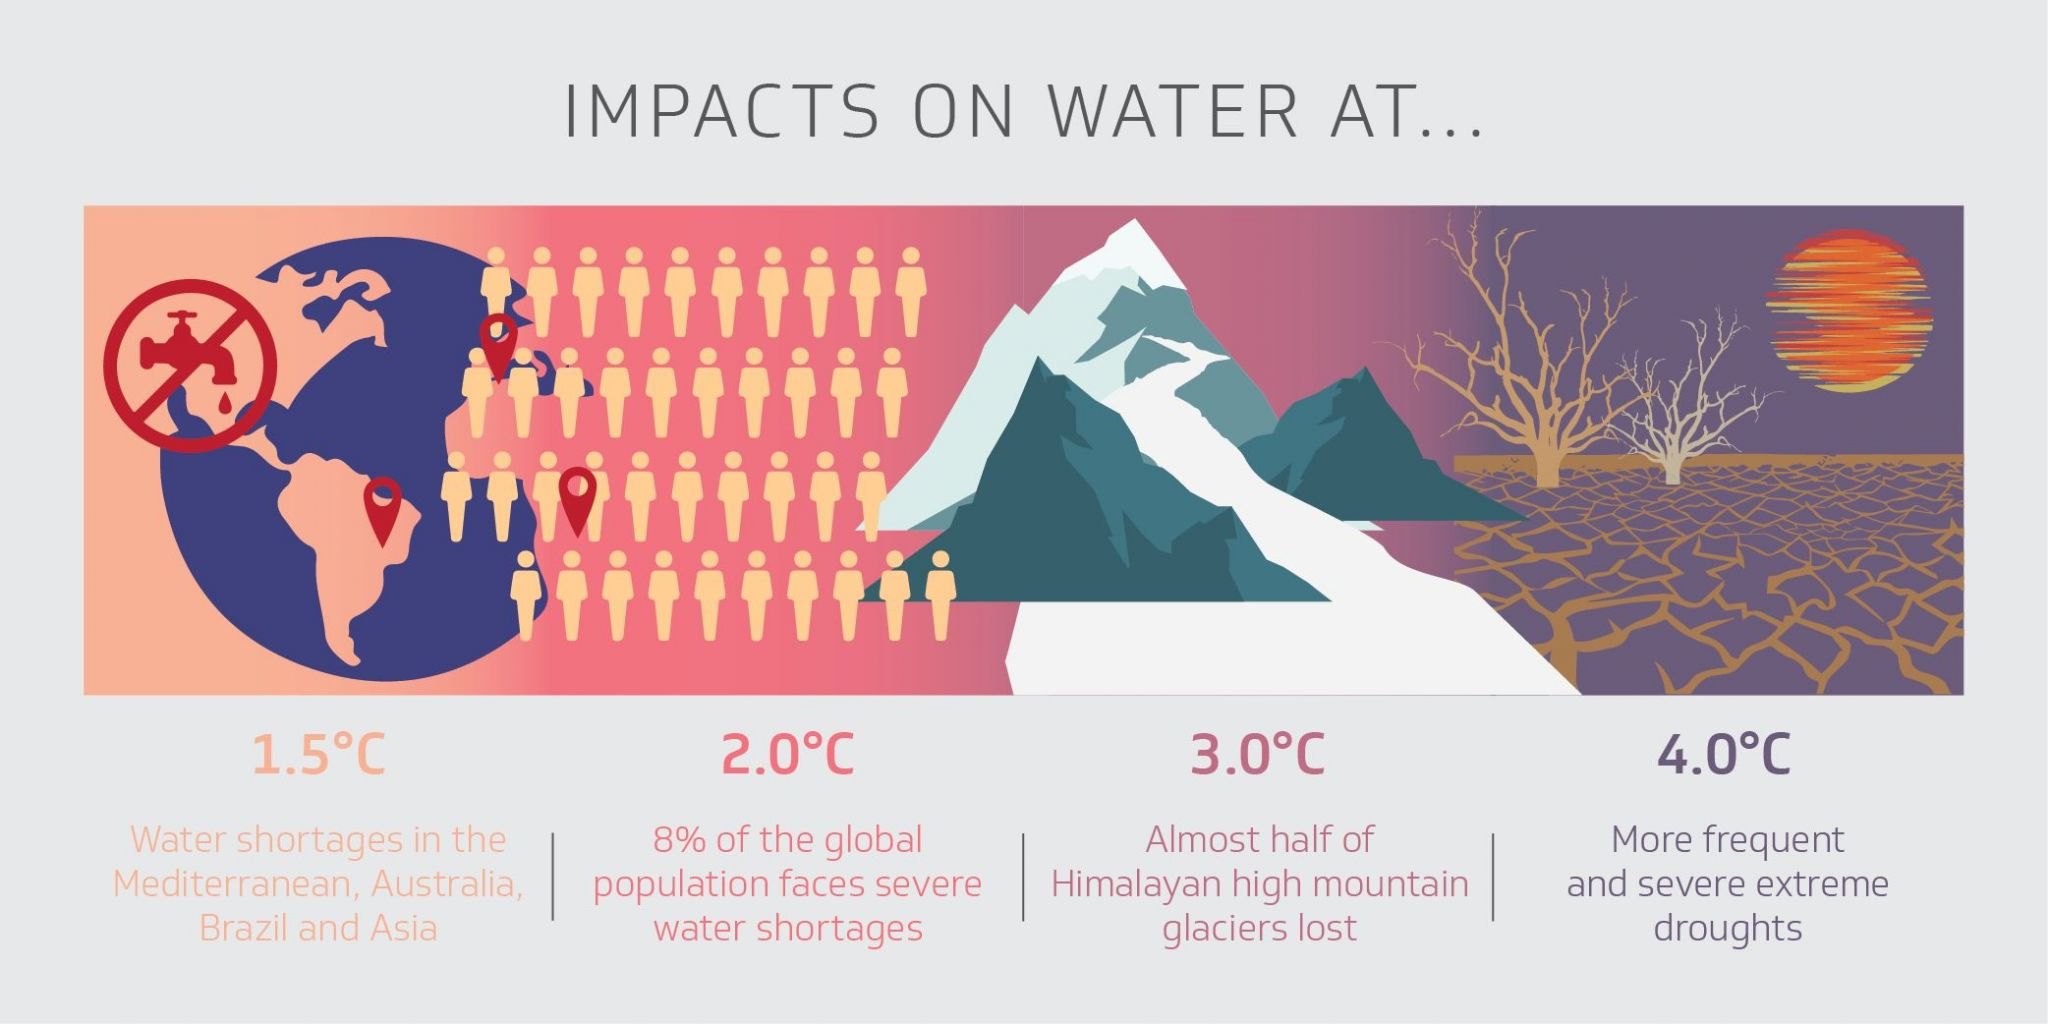 IMPACTS ON WATER AT...
1.5°C
Water shortages in the
Mediterranean, Australia,
Brazil and Asia
2.0°C
8% of the global
population faces severe
water shortages
3.0°C
Almost half of
Himalayan high mountain
glaciers lost
4.0°C
More frequent
and severe extreme
droughts